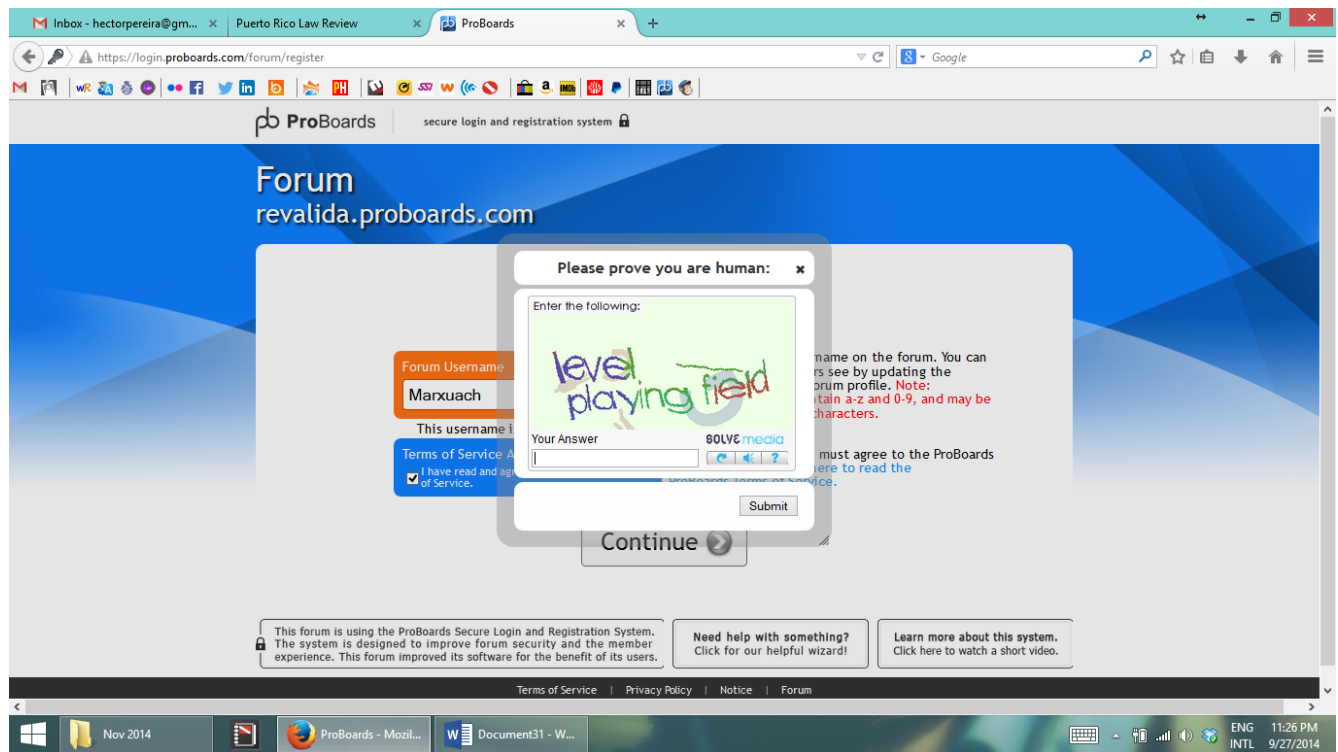 Inbox - hectorpereira@gm...
Puerto Rico Law Review
ProBoards
https://login.proboards.com/forum/register
Google
pb ProBoards
secure login and registration system
Forum
revalida.proboards.com
Please prove you are human:
Enter the following:
level
playing field
Your Answer
SOLVE media
Submit
Forum Username
Marxuach
This username i
name on the forum. You can
rs see by updating the
orum profile. Note:
tain a-z and 0-9, and may be
characters.
Terms of Service A
I have read and agr
of Service.
must agree to the ProBoards
ere to read the
ProBoards Terms of Service.
Continue
This forum is using the ProBoards Secure Login and Registration System.
The system is designed to improve forum security and the member
experience. This forum improved its software for the benefit of its users.
Need help with something?
Click for our helpful wizard!
Learn more about this system.
Click here to watch a short video.
Terms of Service | Privacy Policy | Notice | Forum
Nov 2014
ProBoards - Mozil...
Document31 - W...
ENG
INTL
11:26 PM
9/27/2014